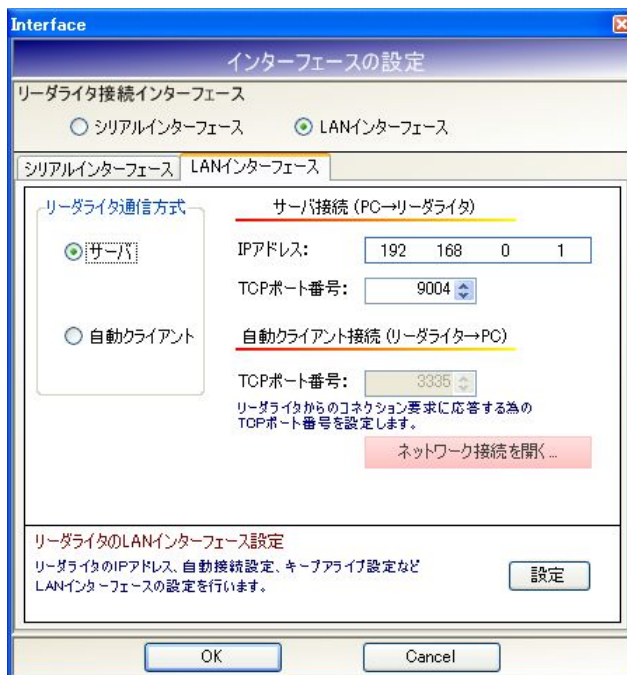 Interface
インターフェースの設定
リーダライタ接続インターフェース
シリアルインターフェース LANインターフェース
シリアルインターフェース LANインターフェース
リーダライタ通信方式
サーバ
自動クライアント
サーバ接続 (PC→リーダライタ)
IPアドレス: 192 168 0 1
TCPポート番号: 9004
自動クライアント接続 (リーダライタ→PC)
TCPポート番号: 3335
リーダライタからのコネクション要求に応答する為の
TCPポート番号を設定します。
ネットワーク接続を開く...
リーダライタのLANインターフェース設定
リーダライタのIPアドレス、自動接続設定、キープアライブ設定など
LANインターフェースの設定を行います。
設定
OK Cancel